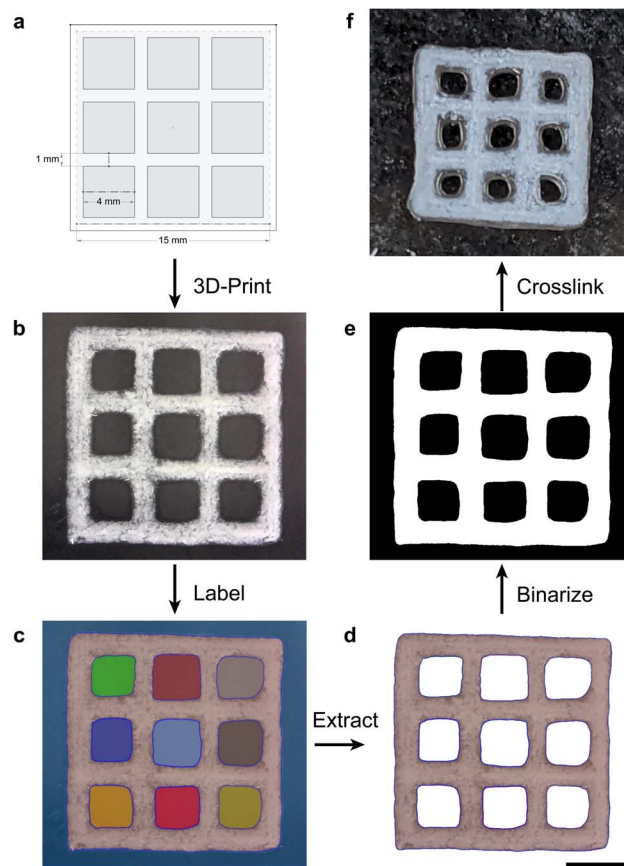 a
f
1 mm
4 mm
15 mm
3D-Print
Crosslink
b
e
Label
Binarize
c
d
Extract